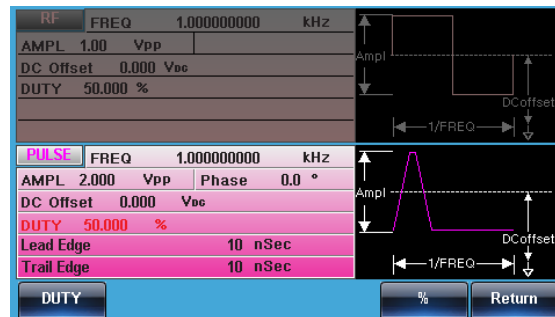 RF FREQ 1.000000000 kHz
AMPL 1.00 Vpp
DC Offset 0.000 VDC
DUTY 50.000 %
Ampl
DCoffset
1/FREQ
PULSE FREQ 1.000000000 kHz
AMPL 2.000 Vpp Phase 0.0 °
DC Offset 0.000 VDC
DUTY 50.000 %
Lead Edge 10 nSec
Trail Edge 10 nSec
Ampl
DCoffset
1/FREQ
DUTY % Return